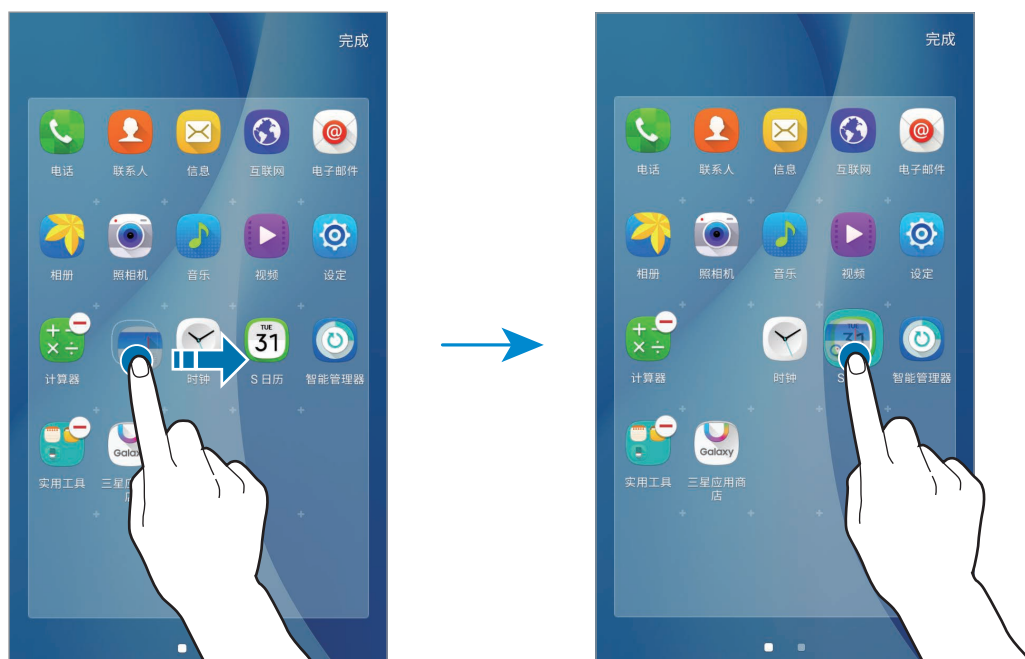 完成
电话 联系人 信息 互联网 电子邮件
相册 照相机 音乐 视频 设定
TUE
31
计算器 时钟 S 日历 智能管理器
实用工具 三星
完成
电话 联系人 信息 互联网 电子邮件
相册 照相机 音乐 视频 设定
TUE
31
计算器 时钟 S 智能管理器
Galaxy
实用工具 三星应用商
店